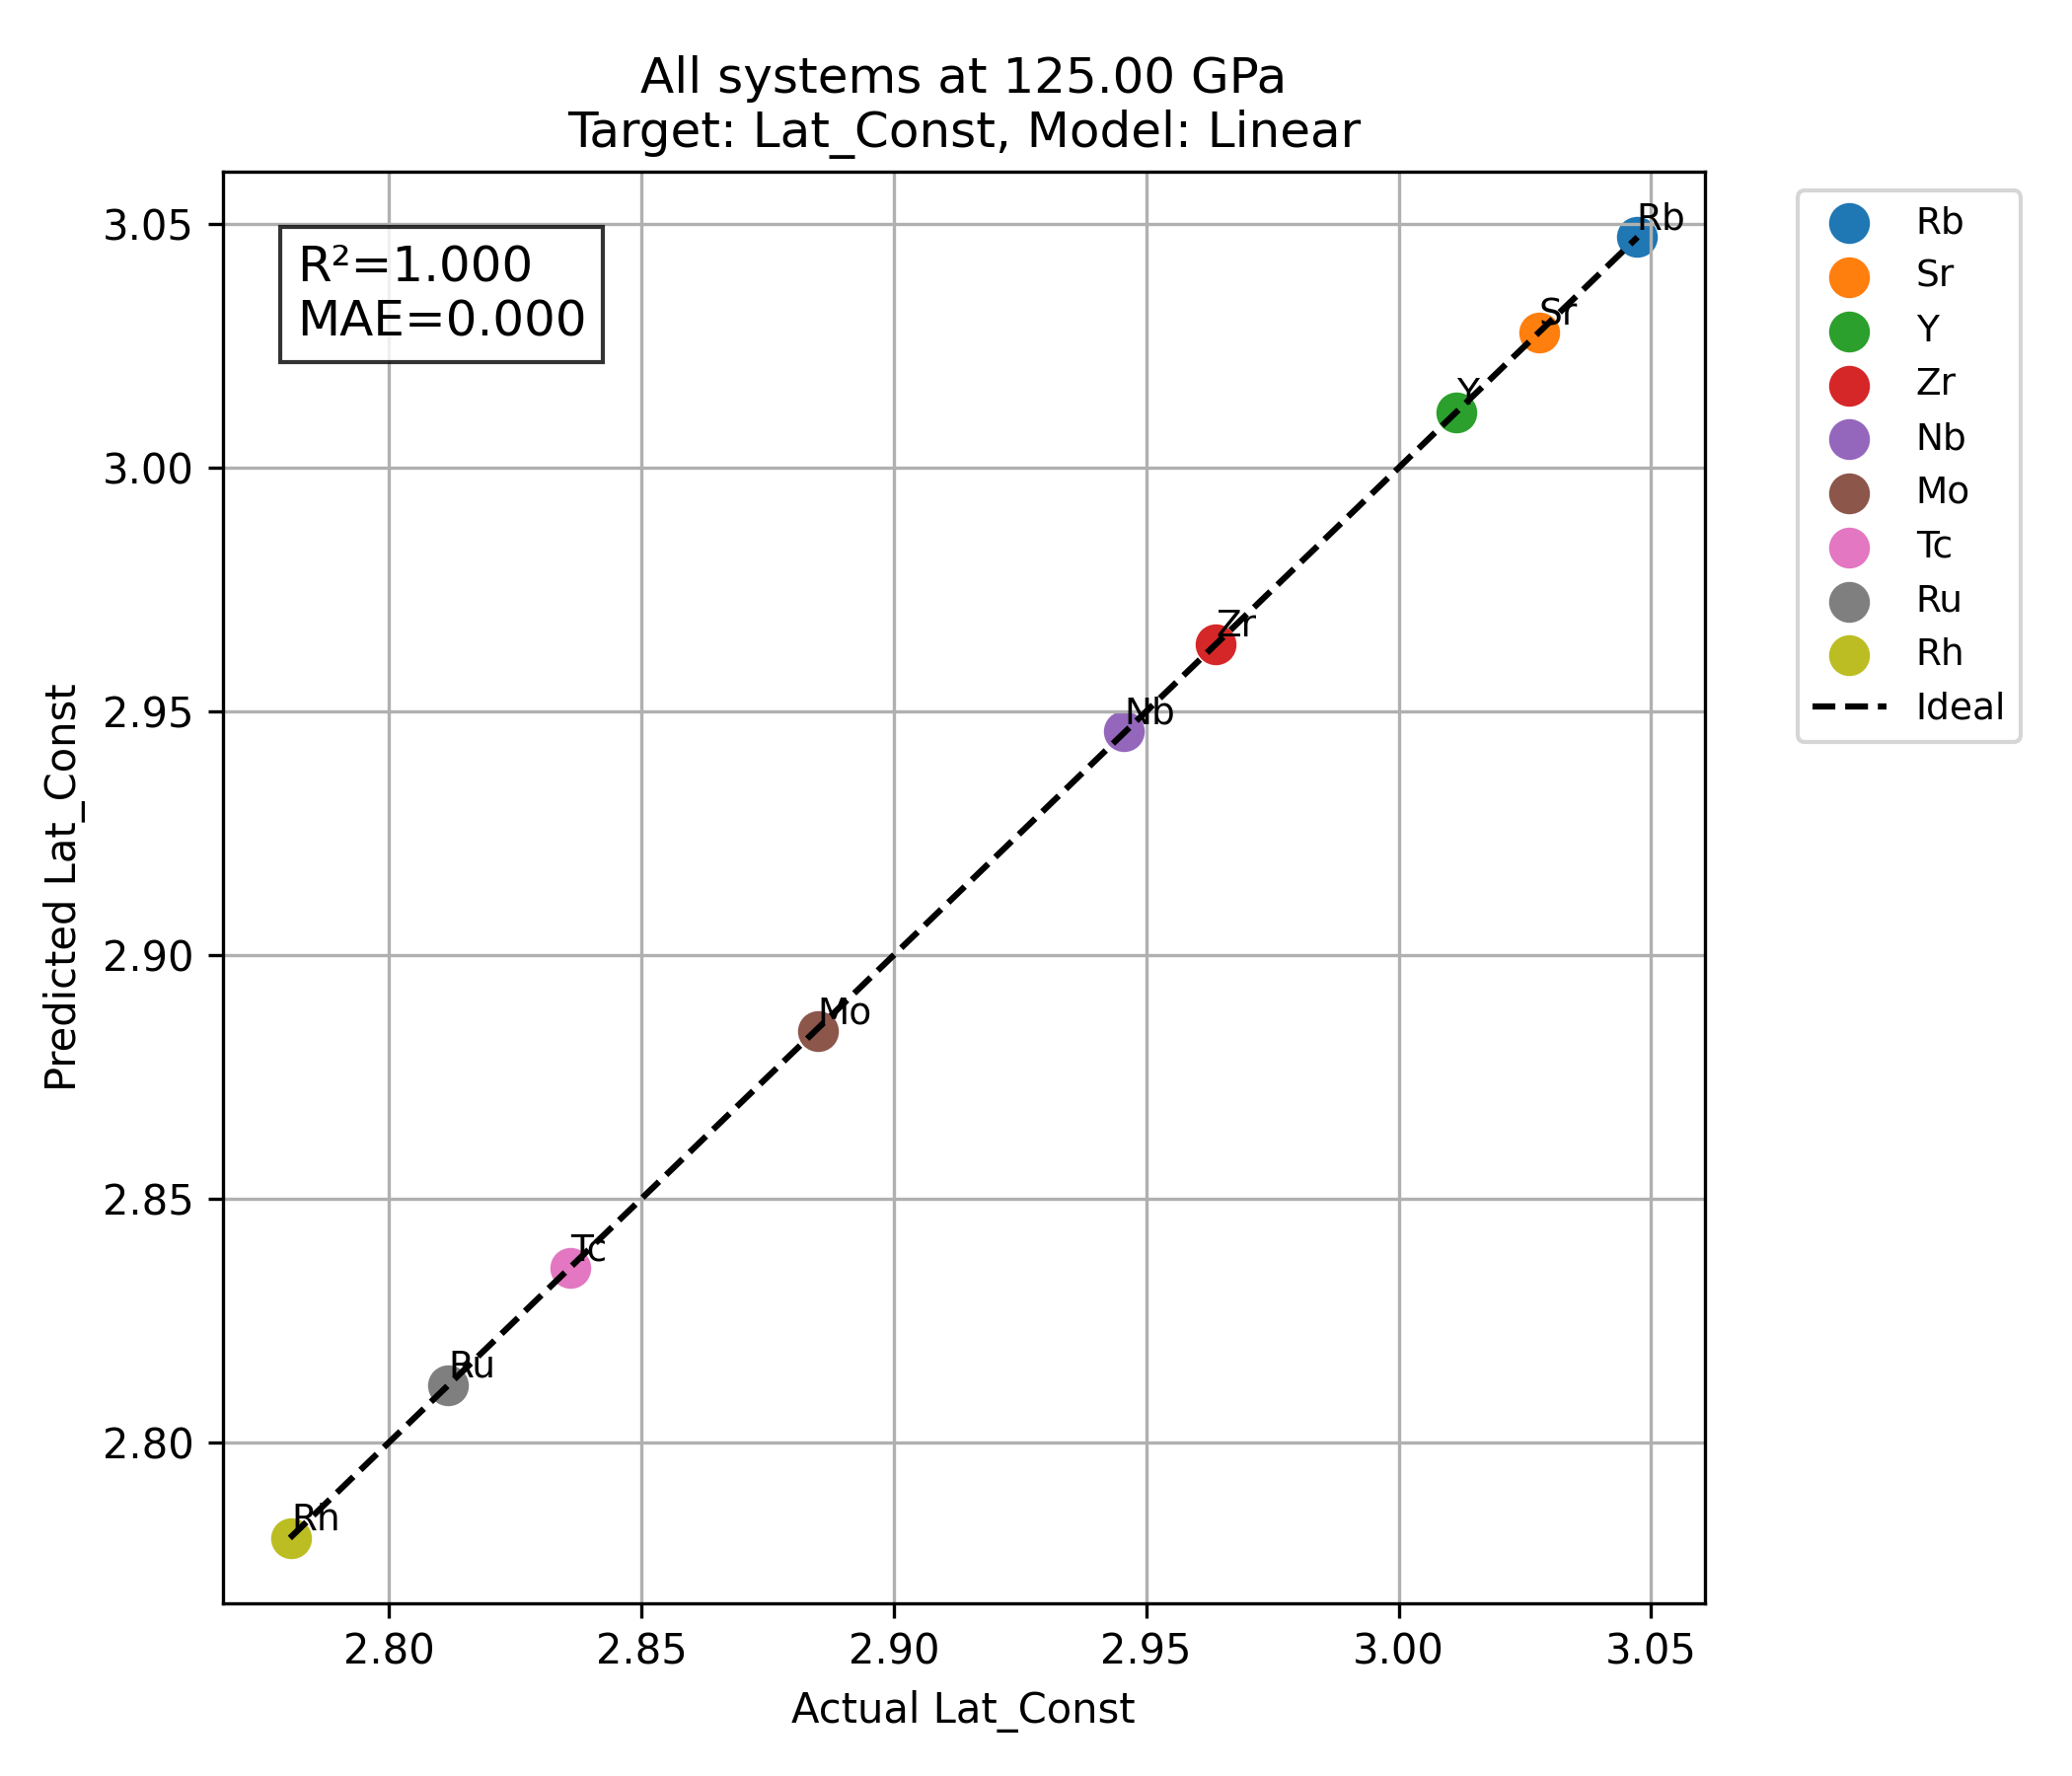 All systems at 125.00 GPa
Target: Lat_Const, Model: Linear
R²=1.000
MAE=0.000
3.05
3.00
2.95
2.90
2.85
2.80
Predicted Lat_Const
Rb
Sr
Y
Zr
Nb
Mo
Tc
Ru
Rh
2.80
2.85
2.90
2.95
3.00
3.05
Actual Lat_Const
Rb
Sr
Y
Zr
Nb
Mo
Tc
Ru
Rh
Ideal